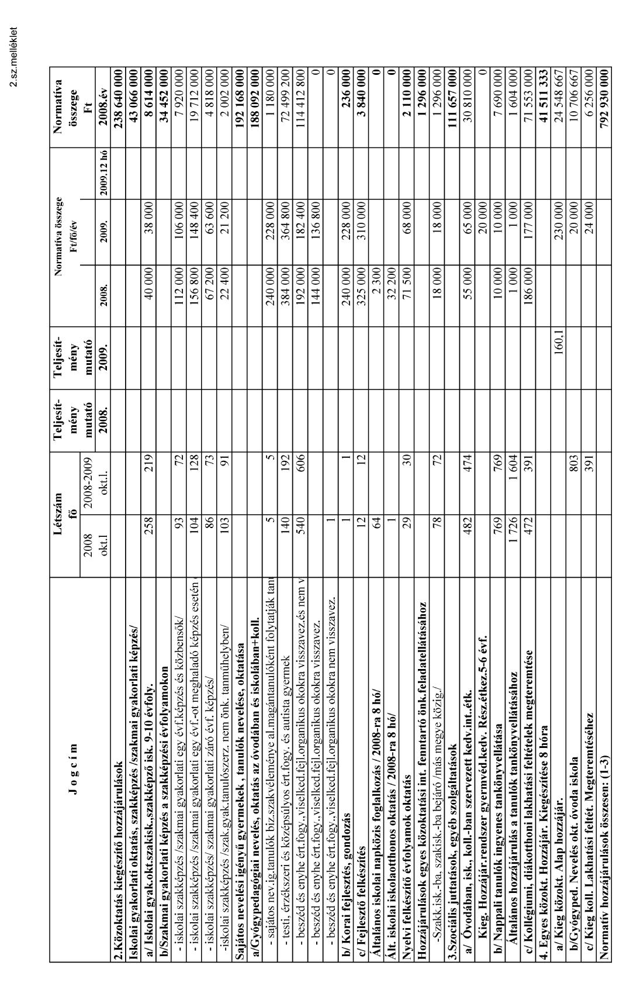 2.sz.melléklet
J o g c í m Létszám fő Teljesít-mény mutató Teljesít-mény mutató Normatíva összege Ft/fő/év Normatíva összege Ft
2008 okt.l 2008-2009 okt.l. 2008. 2009. 2008. 2009. 2009.12 hó 2008.év
2.Közoktatás kiegészítő hozzájárulások 238 640 000
Iskolai gyakorlati oktatás, szakképzés /szakmai gyakorlati képzés/ 43 066 000
a/ Iskolai gyak.okt.szakisk.,szakképző isk. 9-10 évfoly. 258 219 40 000 38 000 8 614 000
b/Szakmai gyakorlati képzés a szakképzési évfolyamokon 34 452 000
- iskolai szakképzés /szakmai gyakorlati egy évf.képzés és közbensők/ 93 72 112 000 106 000 7 920 000
- iskolai szakképzés /szakmai gyakorlati egy évf.-ot meghaladó képzés esetén 104 128 156 800 148 400 19 712 000
- iskolai szakképzés/ szakmai gyakorlati záró évf. képzés/ 86 73 67 200 63 600 4 818 000
-iskolai szakképzés /szak.gyak.tanulószerz. nem önk. tanműhelyben/ 103 91 22 400 21 200 2 002 000
Sajátos nevelési igényű gyermekek , tanulók nevelése, oktatása 192 168 000
a/Gyógypedagógiai nevelés, oktatás az óvodában és iskolában+koll. 188 092 000
- sajátos nev.ig.tanulók biz.szakvéleménye al.magántanulóként folytatják tan 5 5 240 000 228 000 1 180 000
- testi, érzékszeri és középsúlyos ért.fogy. és autista gyermek 140 192 384 000 364 800 72 499 200
- beszéd és enyhe ért.fogy.,viselked.fejl.organikus okokra visszavez.és nem v 540 606 192 000 182 400 114 412 800
- beszéd és enyhe ért.fogy.,viselked.fejl.organikus okokra visszavez. 144 000 136 800 0
- beszéd és enyhe ért.fogy.,viselked.fejl.organikus okokra nem visszavez. 1 0
b/ Korai fejlesztés, gondozás 1 1 240 000 228 000 236 000
c/ Fejlesztő felkészítés 12 12 325 000 310 000 3 840 000
Általános iskolai napközis foglalkozás / 2008-ra 8 hó/ 64 2 300 0
Ált. iskolai iskolaotthonos oktatás / 2008-ra 8 hó/ 1 32 200 0
Nyelvi felkészítő évfolyamok oktatás 29 30 71 500 68 000 2 110 000
Hozzájárulások egyes közoktatási int. fenntartó önk.feladatellátásához 1 296 000
-Szakk.isk.-ba, szakisk.-ba bejáró /más megye közig./ 78 72 18 000 18 000 1 296 000
3.Szociális juttatások, egyéb szolgáltatások 111 657 000
a/ Óvodában, isk., koll.-ban szervezett kedv.int..étk. 482 474 55 000 65 000 30 810 000
Kieg. Hozzájár.rendszer gyermvéd.kedv. Rész.étkez.5-6 évf. 20 000 0
b/ Nappali tanulók ingyenes tankönyvellátása 769 769 10 000 10 000 7 690 000
Általános hozzájárulás a tanulók tankönyvellátásához 1 726 1 604 1 000 1 000 1 604 000
c/ Kollégiumi, diákotthoni lakhatási feltételek megteremtése 472 391 186 000 177 000 71 553 000
4. Egyes közokt. Hozzájár. Kiegészítése 8 hóra 41 511 333
a/ Kieg közokt. Alap hozzájár. 160,1 230 000 24 548 667
b/Gyógyped. Nevelés okt. óvoda iskola 803 20 000 10 706 667
c/ Kieg koll. Lakhatási feltét. Megteremtéséhez 391 24 000 6 256 000
Normatív hozzájárulások összesen: (1-3) 792 930 000